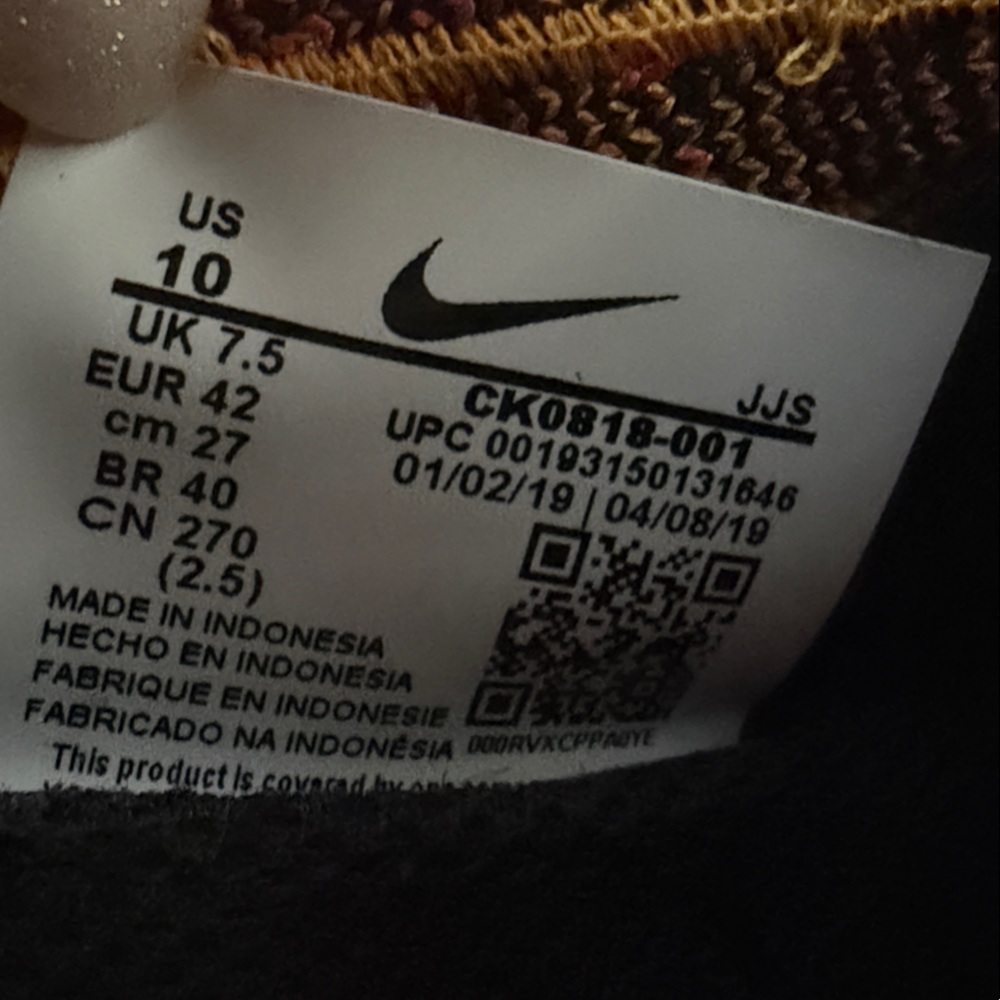 US
10
UK 7.5
EUR 42
cm 27
BR 40
CN 270
(2.5)
JJS
CK0818-001
UPC 00193150131646
01/02/19 | 04/08/19
MADE IN INDONESIA
HECHO EN INDONESIA
FABRIQUE EN INDONESIE
FABRICADO NA INDONÉSIA
This product is covered by